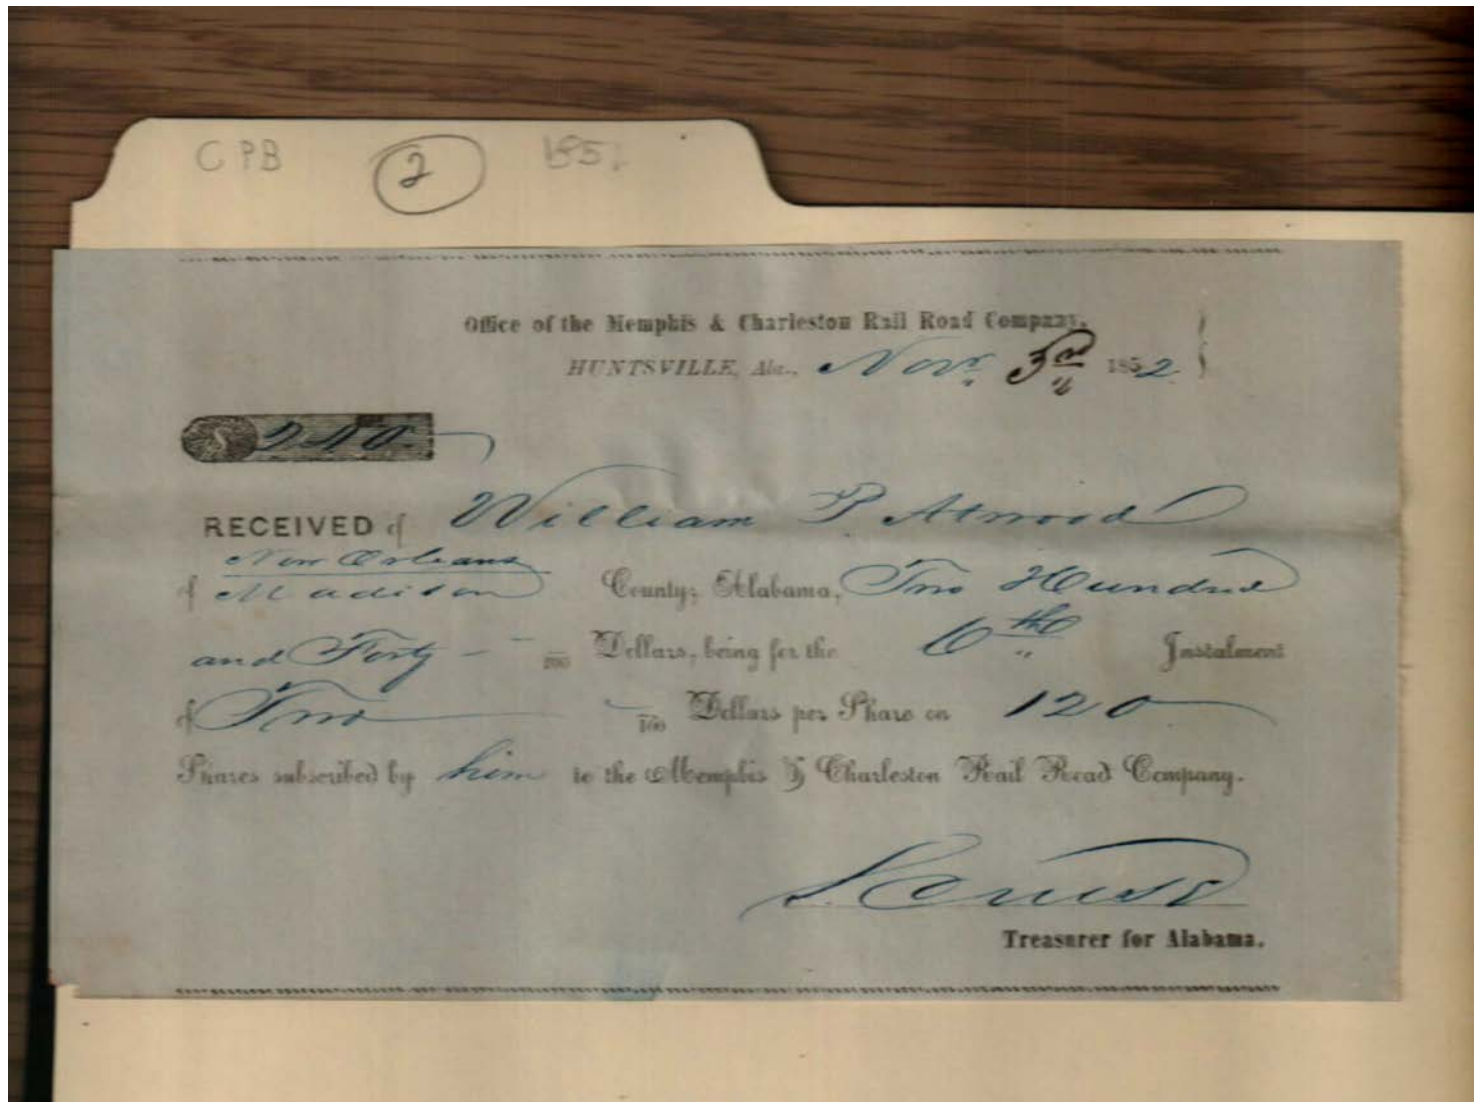 CPB 2 185
Office of the Memphis & Charleston Rail Road Company,
HUNTSVILLE, Ala., Novr. 3rd 1852
$ 240.
RECEIVED of William P. Atwood
New Orleans
of Madison County, Alabama, Two Hundred
and Forty - 100 Dollars, being for the 6th Instalment
of Two 100 Dollars per Share on 120
Shares subscribed by him to the Memphis & Charleston Rail Road Company.
S. Cruse
Treasurer for Alabama.